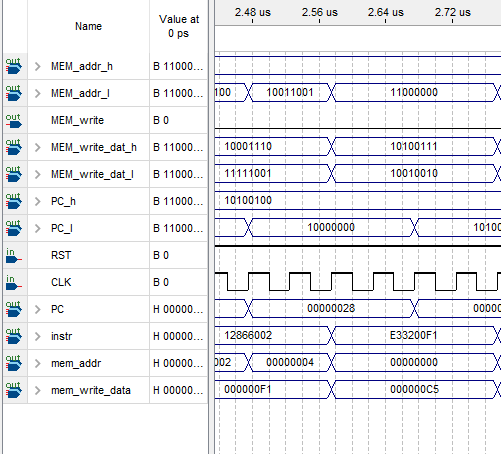 Name Value at 0 ps 2.48 us 2.56 us 2.64 us 2.72 us
out MEM_addr_h B 11000...
out MEM_addr_l B 11000... 100 10011001 11000000
out MEM_write B 0
out MEM_write_dat_h B 11000... 10001110 10100111
out MEM_write_dat_l B 11000... 11111001 10010010
out PC_h B 11000... 10100100
out PC_l B 11000... 10000000 10100
in RST B 0
in CLK B 0
out PC H 00000... 00000028 00000
out instr H 00000... 12866002 E33200F1
out mem_addr H 00000... 002 00000004 00000000
out mem_write_data H 00000... 000000F1 000000C5